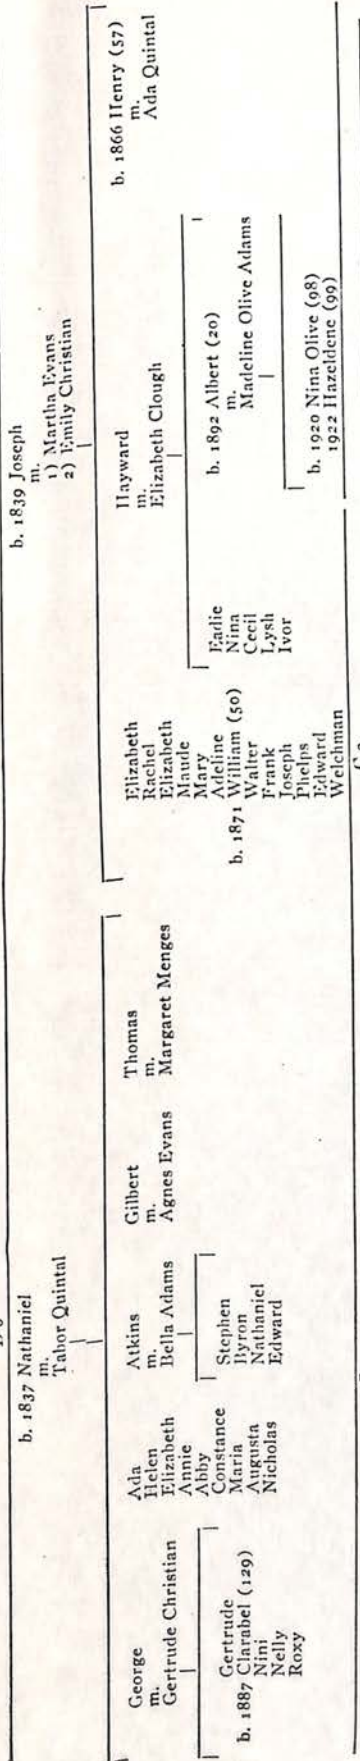 b. 1837 Nathaniel
m.
Tabor Quintal
George
m.
Gertrude Christian
Gertrude
b. 1887 Clarabel (129)
Nini
Nelly
Roxy
Ada
Helen
Elizabeth
Annie
Abby
Constance
Maria
Augusta
Nicholas
Atkins
m.
Bella Adams
Stephen
Byron
Nathaniel
Edward
Gilbert
m.
Agnes Evans
Thomas
m.
Margaret Menges
b. 1839 Joseph
m.
1) Martha Evans
2) Emily Christian
Elizabeth
Rachel
Elizabeth
Maude
Mary
Adeline
b. 1871 William (50)
Walter
Frank
Joseph
Phelps
Edward
Welchman
Hayward
m.
Elizabeth Clough
Eadie
Nina
Cecil
Lysh
Ivor
b. 1892 Albert (20)
m.
Madeline Olive Adams
b. 1920 Nina Olive (98)
1922 Hazeldene (99)
b. 1866 Henry (57)
m.
Ada Quintal